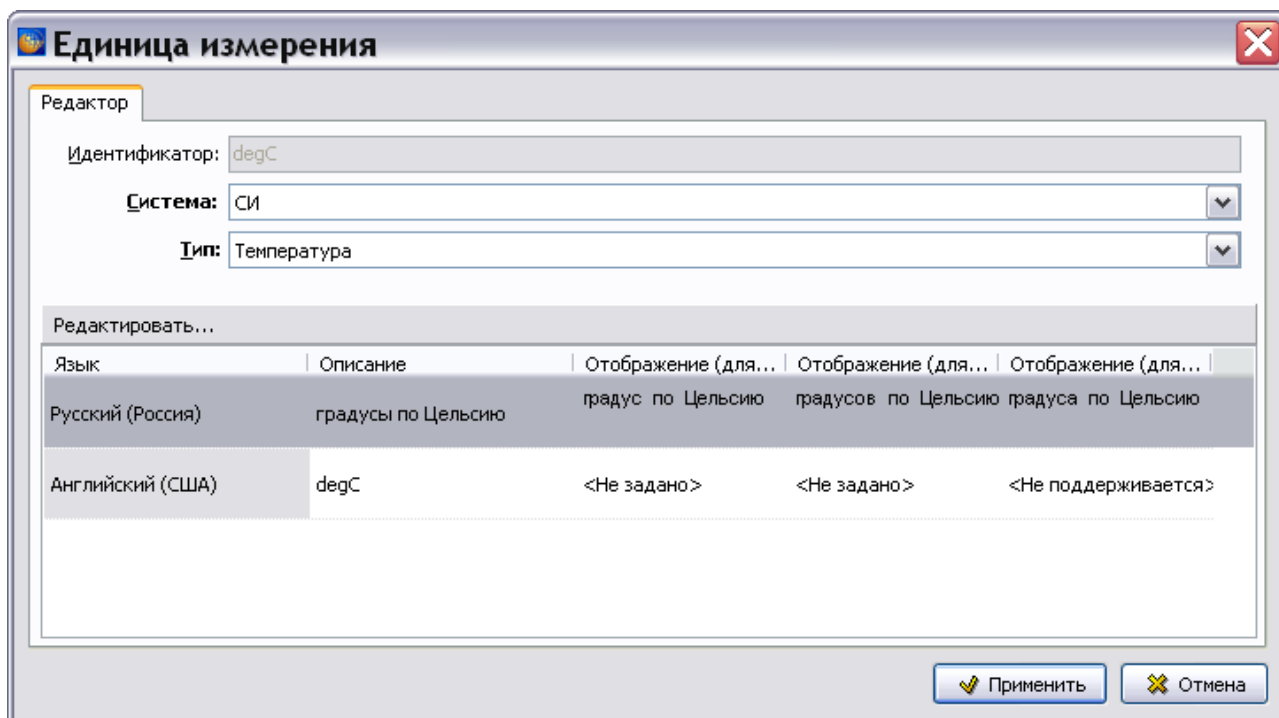 Единица измерения
Редактор
Идентификатор: degC
Система: СИ
Тип: Температура
Редактировать...
Язык Описание Отображение (для... Отображение (для... Отображение (для...
Русский (Россия) градусы по Цельсию градус по Цельсию градусов по Цельсию градуса по Цельсию
Английский (США) degC <Не задано> <Не задано> <Не поддерживается>
Применить Отмена